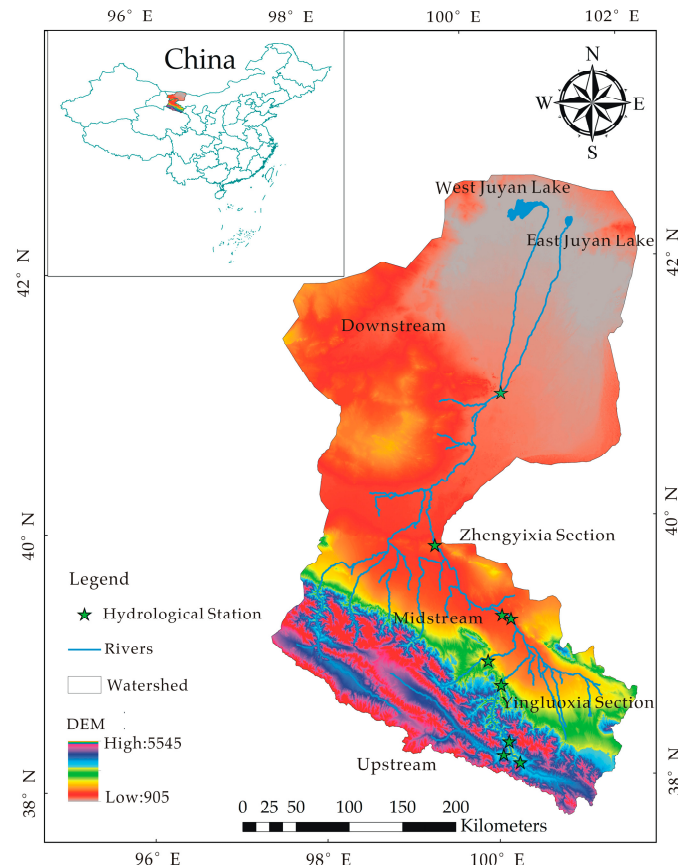 96° E
98° E
100° E
102° E
China
N
W
E
S
West Juyan Lake
East Juyan Lake
42° N
42° N
Downstream
40° N
40° N
Zhengyixia Section
Legend
Hydrological Station
Midstream
Rivers
Watershed
Yingluoxia Section
DEM
High:5545
Upstream
Low:905
38° N
38° N
0 25 50 100 150 200
Kilometers
96° E
98° E
100° E